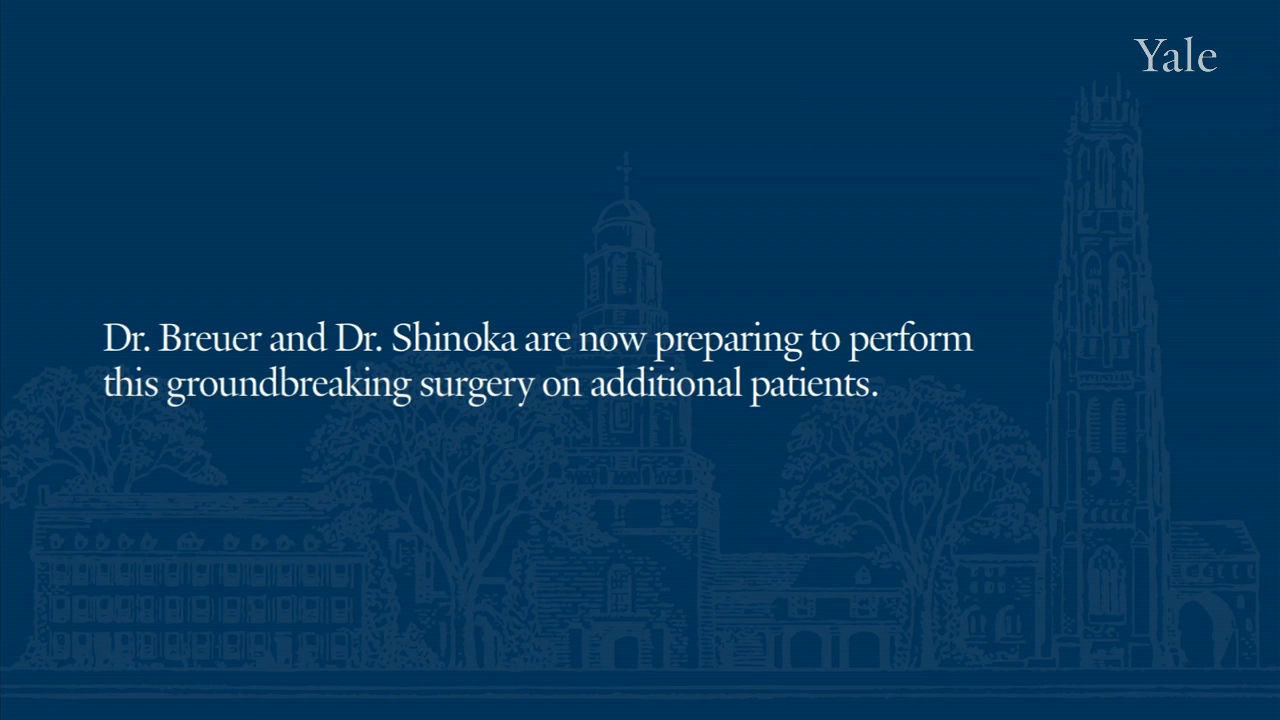 Yale
Dr. Breuer and Dr. Shinoka are now preparing to perform
this groundbreaking surgery on additional patients.